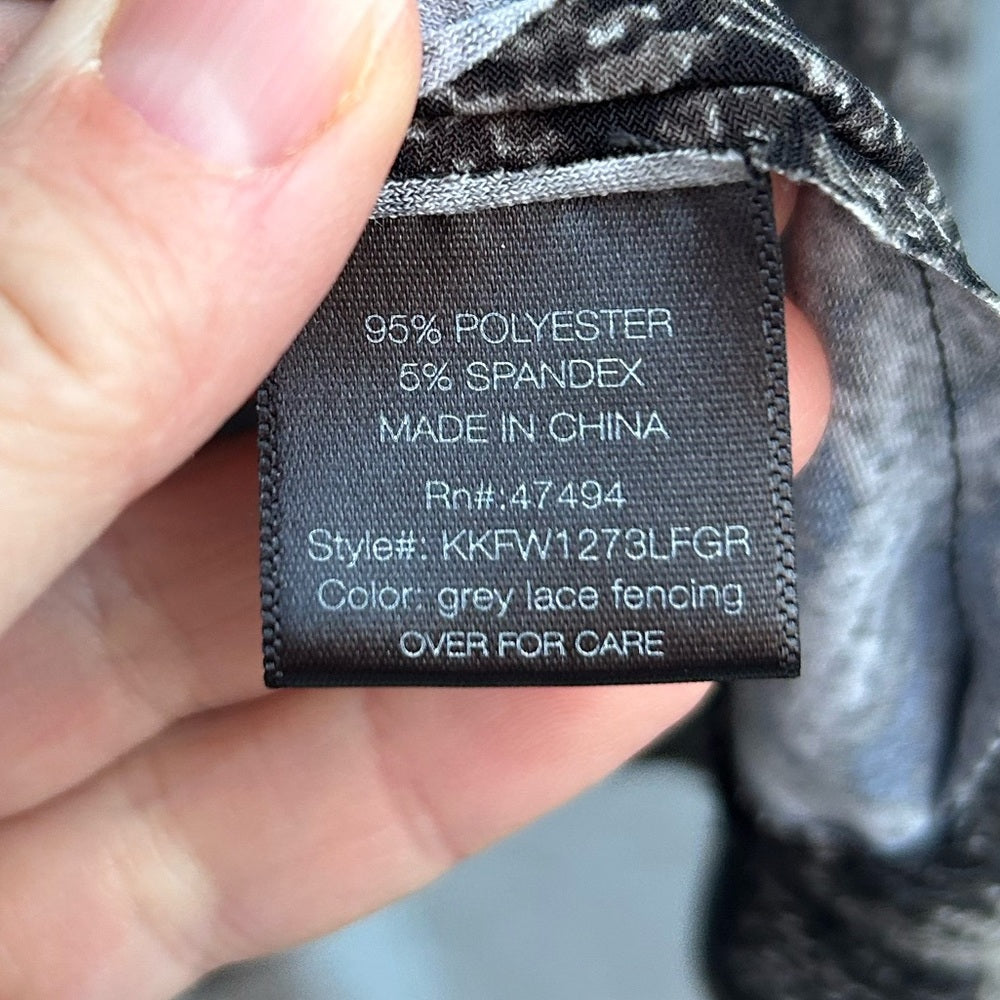 95% POLYESTER
5% SPANDEX
MADE IN CHINA
Rn#:47494
Style#: KKFW1273LFGR
Color: grey lace fencing
OVER FOR CARE